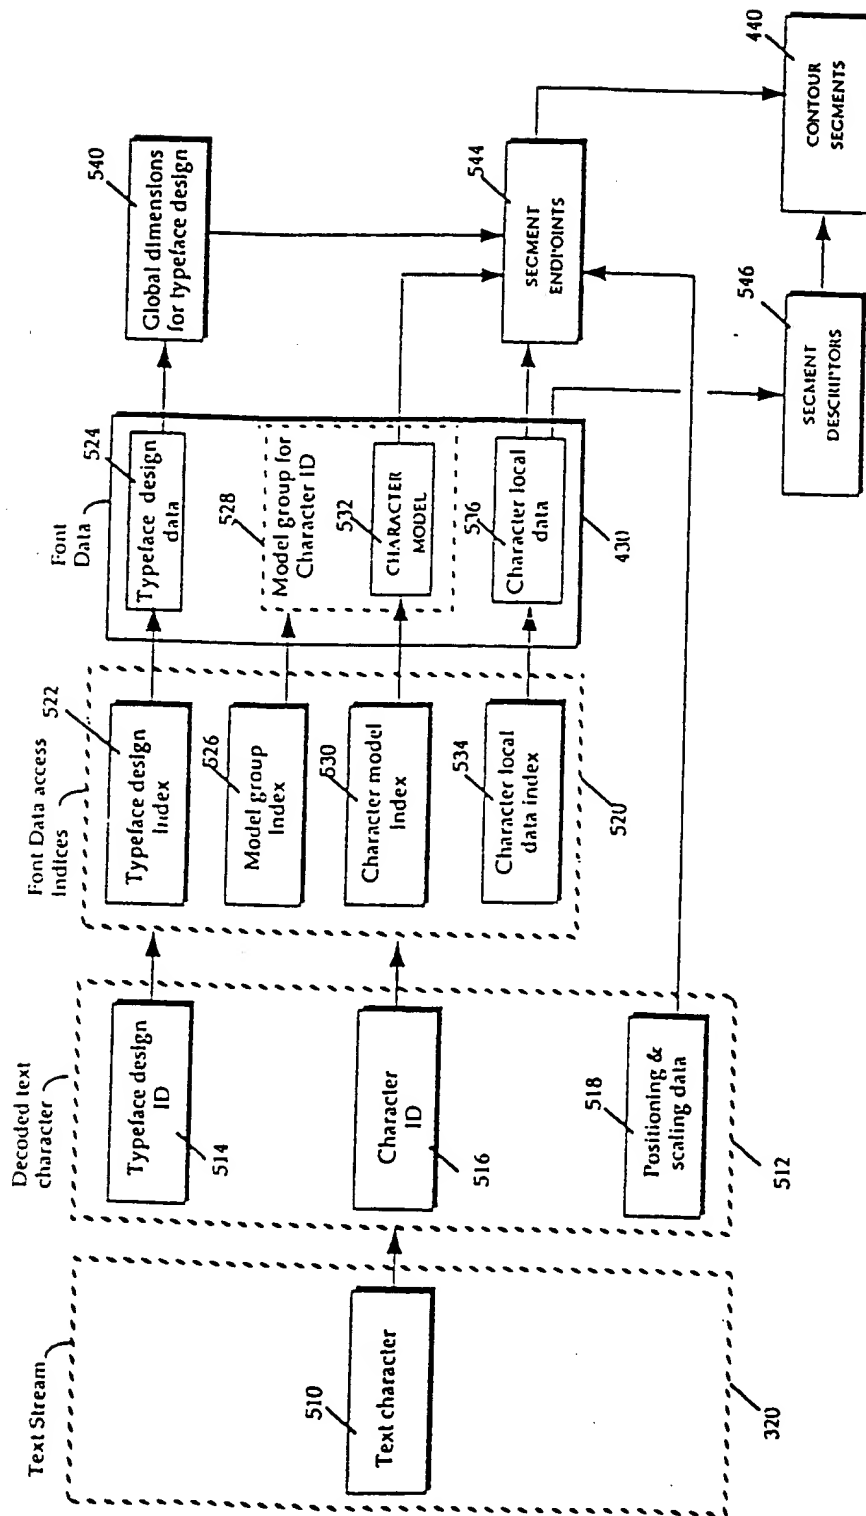 Text Stream
510
Text character
320
Decoded text
character
Typeface design
ID
514
Character
ID
516
518
Positioning &
scaling data
512
Font Data access
Indices
522
Typeface design
Index
526
Model group
Index
530
Character model
Index
534
Character local
data index
520
Font
Data
524
Typeface design
data
528
Model group for
Character ID
532
CHARACTER
MODEL
536
Character local
data
430
540
Global dimensions
for typeface design
544
SEGMENT
ENDPOINTS
546
SEGMENT
DESCRIPTORS
440
CONTOUR
SEGMENTS